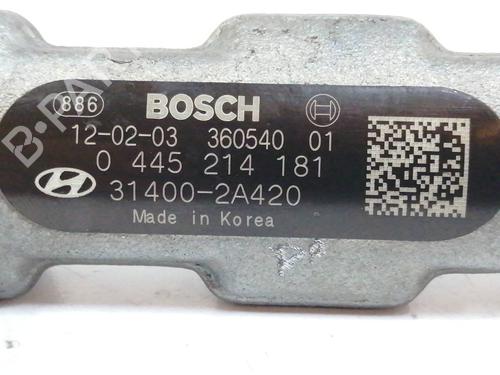 886 BOSCH
12-02-03 360540 01
0 445 214 181
31400-2A420
Made in Korea